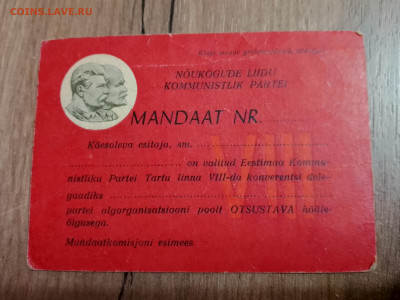 COINS.LAVE.RU
NÕUKOGUDE LIIDU
KOMMUNISTLIK PARTEI
MANDAAT NR.
Käesoleva esitaja, sm.
on valitud Eestimaa Kommu-
nistliku Partei Tartu linna VIII-da konverentsi dele-
gaadiks
partei algorganisatsiooni poolt OTSUSTAVA hääle-
õigusega.
Mandaatkomisjoni esimees
VIII